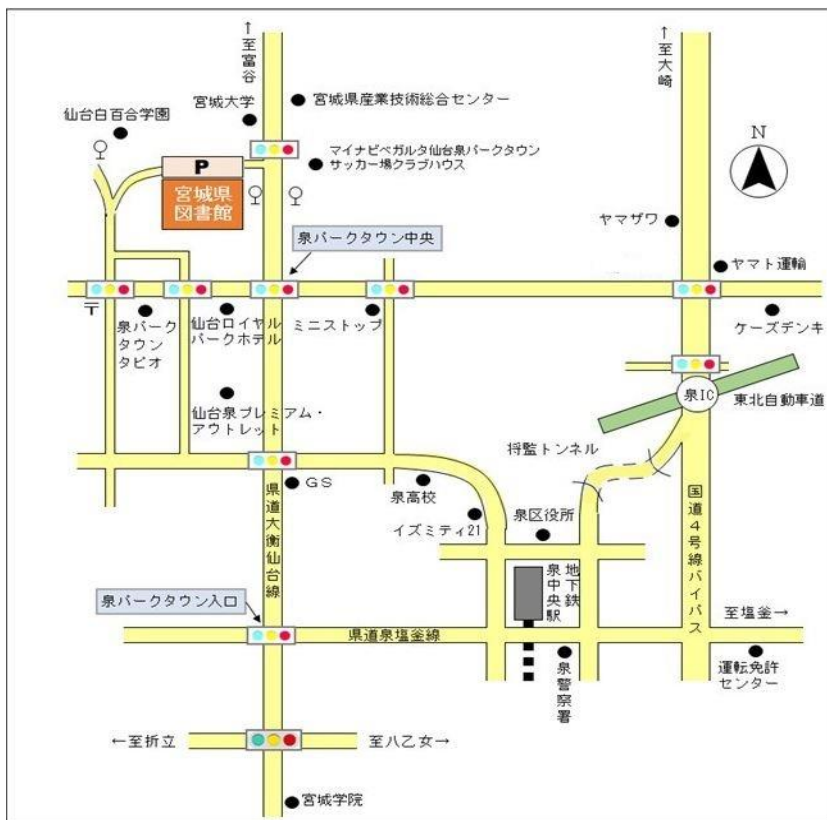 ↑至富谷
↑至大崎
宮城大学
宮城県産業技術総合センター
仙台白百合学園
マイナビベガルタ仙台泉パークタウン
サッカー場クラブハウス
N
P
宮城県
図書館
ヤマザワ
泉パークタウン中央
ヤマト運輸
〒
泉パーク
タウン
タピオ
仙台ロイヤル
パークホテル
ミニストップ
ケーズデンキ
泉IC
東北自動車道
仙台泉プレミアム・
アウトレット
将監トンネル
GS
泉高校
イズミティ21
泉区役所
県道大衡仙台線
国道4号線バイパス
地下鉄
泉中央駅
泉パークタウン入口
至塩釜→
県道泉塩釜線
泉警察署
運転免許
センター
←至折立
至八乙女→
宮城学院